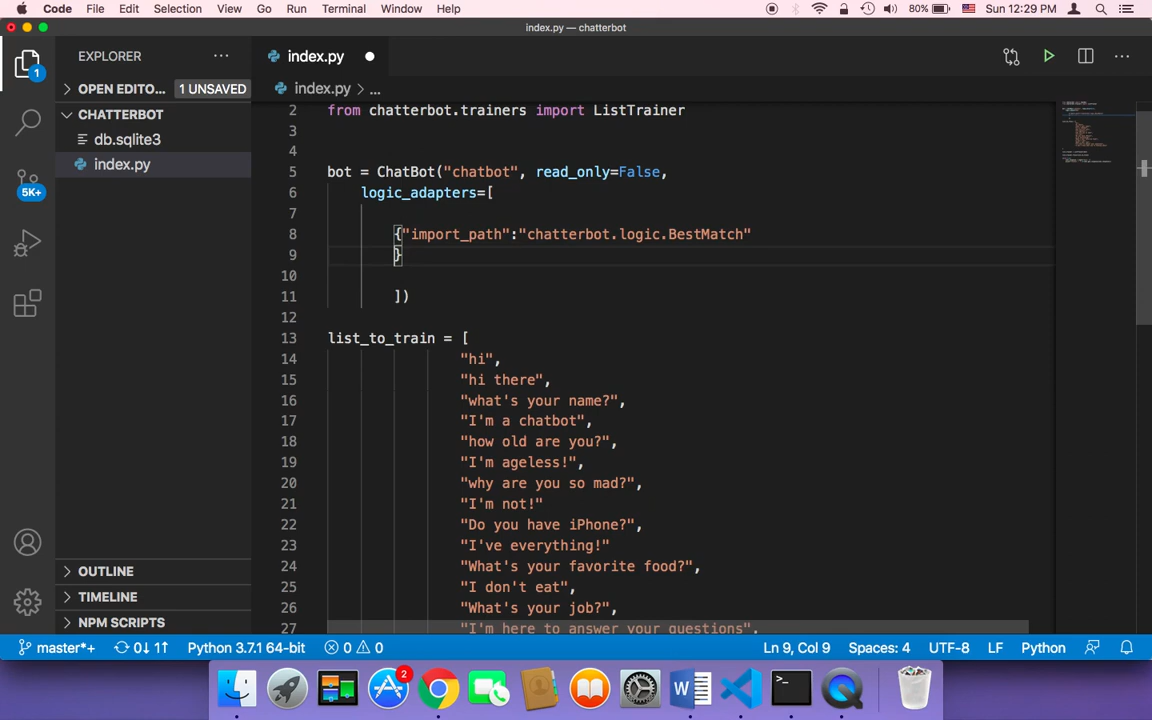 Code File Edit Selection View Go Run Terminal Window Help 80% Sun 12:29 PM
index.py — chatterbot
EXPLORER
index.py
1
OPEN EDITO... 1 UNSAVED
index.py > ...
CHATTERBOT
db.sqlite3
index.py
5K+
2 from chatterbot.trainers import ListTrainer
3
4
5 bot = ChatBot("chatbot", read_only=False,
6 logic_adapters=[
7
8 {"import_path":"chatterbot.logic.BestMatch"
9 }
10
11 ])
12
13 list_to_train = [
14 "hi",
15 "hi there",
16 "what's your name?",
17 "I'm a chatbot",
18 "how old are you?",
19 "I'm ageless!",
20 "why are you so mad?",
21 "I'm not!"
22 "Do you have iPhone?",
23 "I've everything!"
24 "What's your favorite food?",
25 "I don't eat",
26 "What's your job?",
27 "I'm here to answer your questions",
OUTLINE
TIMELINE
NPM SCRIPTS
master*+ 0↓ 1↑ Python 3.7.1 64-bit 0 0 Ln 9, Col 9 Spaces: 4 UTF-8 LF Python
2
W
>_